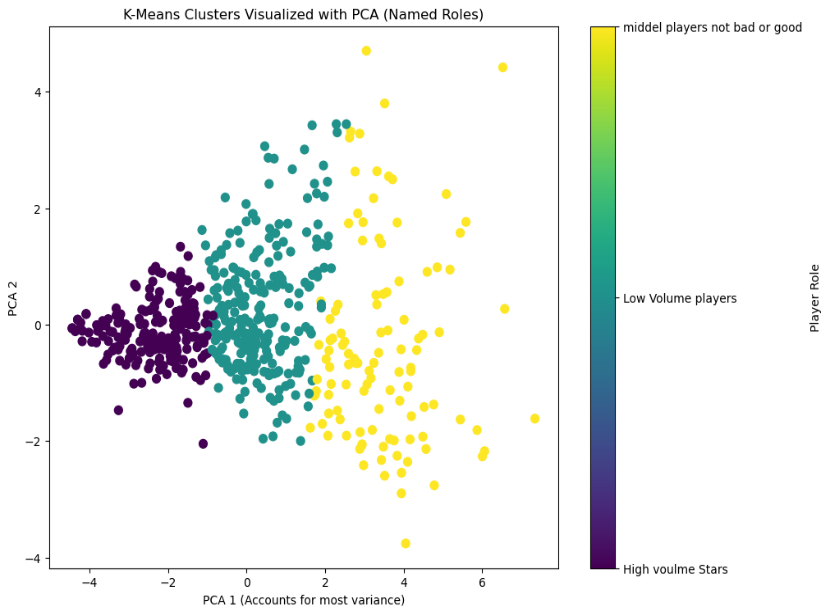 K-Means Clusters Visualized with PCA (Named Roles)
middel players not bad or good
4
2
PCA 2
0
−2
−4
Low Volume players
Player Role
High voulme Stars
−4 −2 0 2 4 6
PCA 1 (Accounts for most variance)